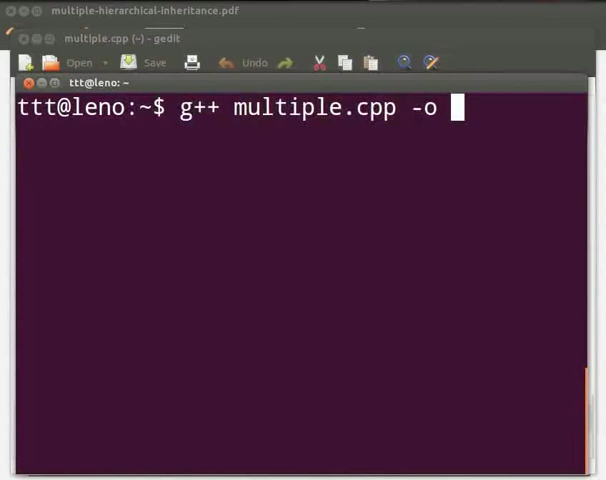 multiple-hierarchical-inheritance.pdf
multiple.cpp (~) - gedit
Open Save Undo
ttt@leno: ~
ttt@leno:~$ g++ multiple.cpp -o